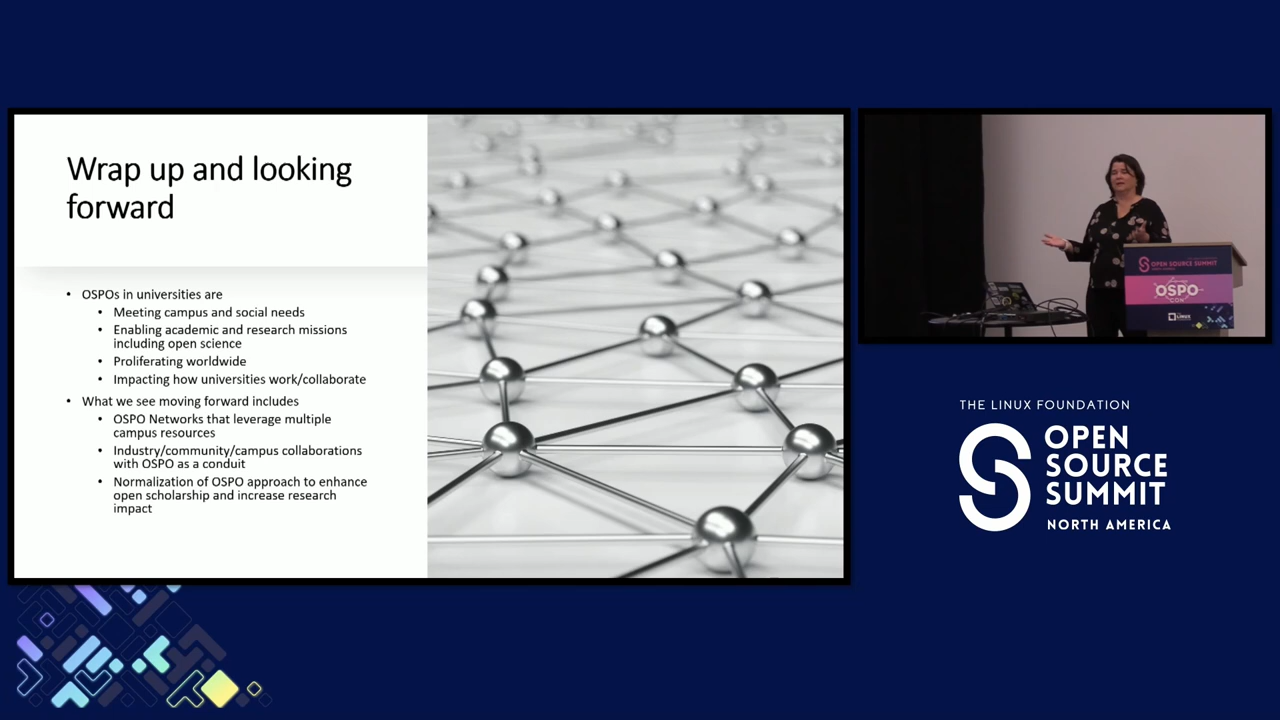 Wrap up and looking
forward
• OSPOs in universities are
• Meeting campus and social needs
• Enabling academic and research missions
including open science
• Proliferating worldwide
• Impacting how universities work/collaborate
• What we see moving forward includes
• OSPO Networks that leverage multiple
campus resources
• Industry/community/campus collaborations
with OSPO as a conduit
• Normalization of OSPO approach to enhance
open scholarship and increase research
impact
OPEN SOURCE SUMMIT
OSPO
CON
LINUX
THE LINUX FOUNDATION
OPEN
SOURCE
SUMMIT
NORTH AMERICA